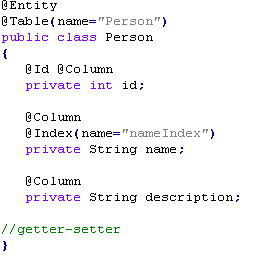 @Entity
@Table(name="Person")
public class Person
{
@Id @Column
private int id;
@Column
@Index(name="nameIndex")
private String name;
@Column
private String description;
//getter-setter
}